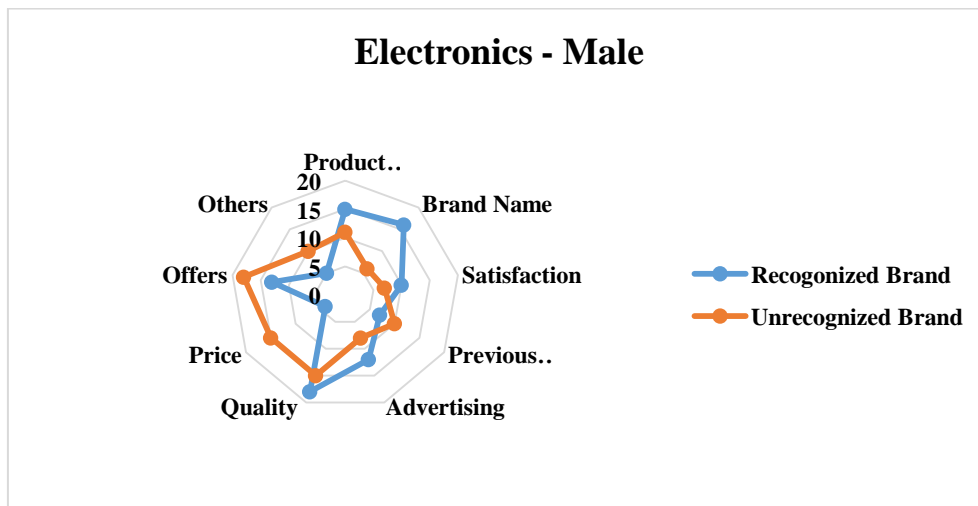 Electronics - Male
Product..
20
15
10
5
0
Brand Name
Satisfaction
Previous..
Advertising
Quality
Price
Offers
Others
Recogonized Brand
Unrecognized Brand